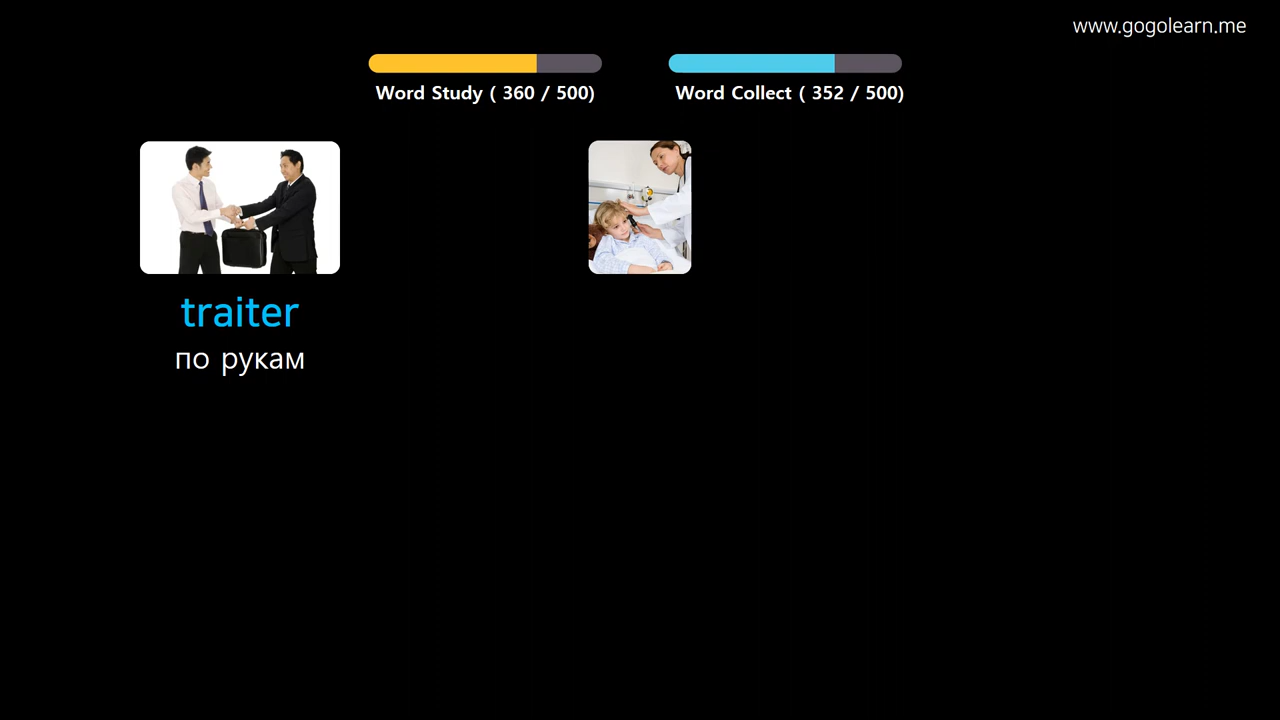 www.gogolearn.me
Word Study ( 360 / 500)
Word Collect ( 352 / 500)
traiter
по рукам